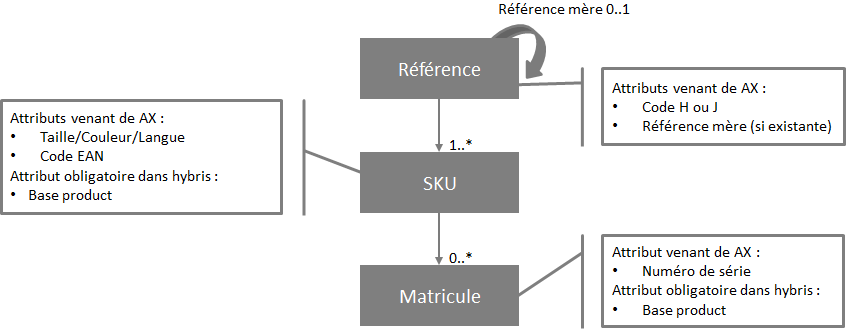 Référence mère 0..1
Référence
Attributs venant de AX :
• Code H ou J
• Référence mère (si existante)
Attributs venant de AX :
• Taille/Couleur/Langue
• Code EAN
Attribut obligatoire dans hybris :
• Base product
1..*
SKU
0..*
Matricule
Attribut venant de AX :
• Numéro de série
Attribut obligatoire dans hybris :
• Base product